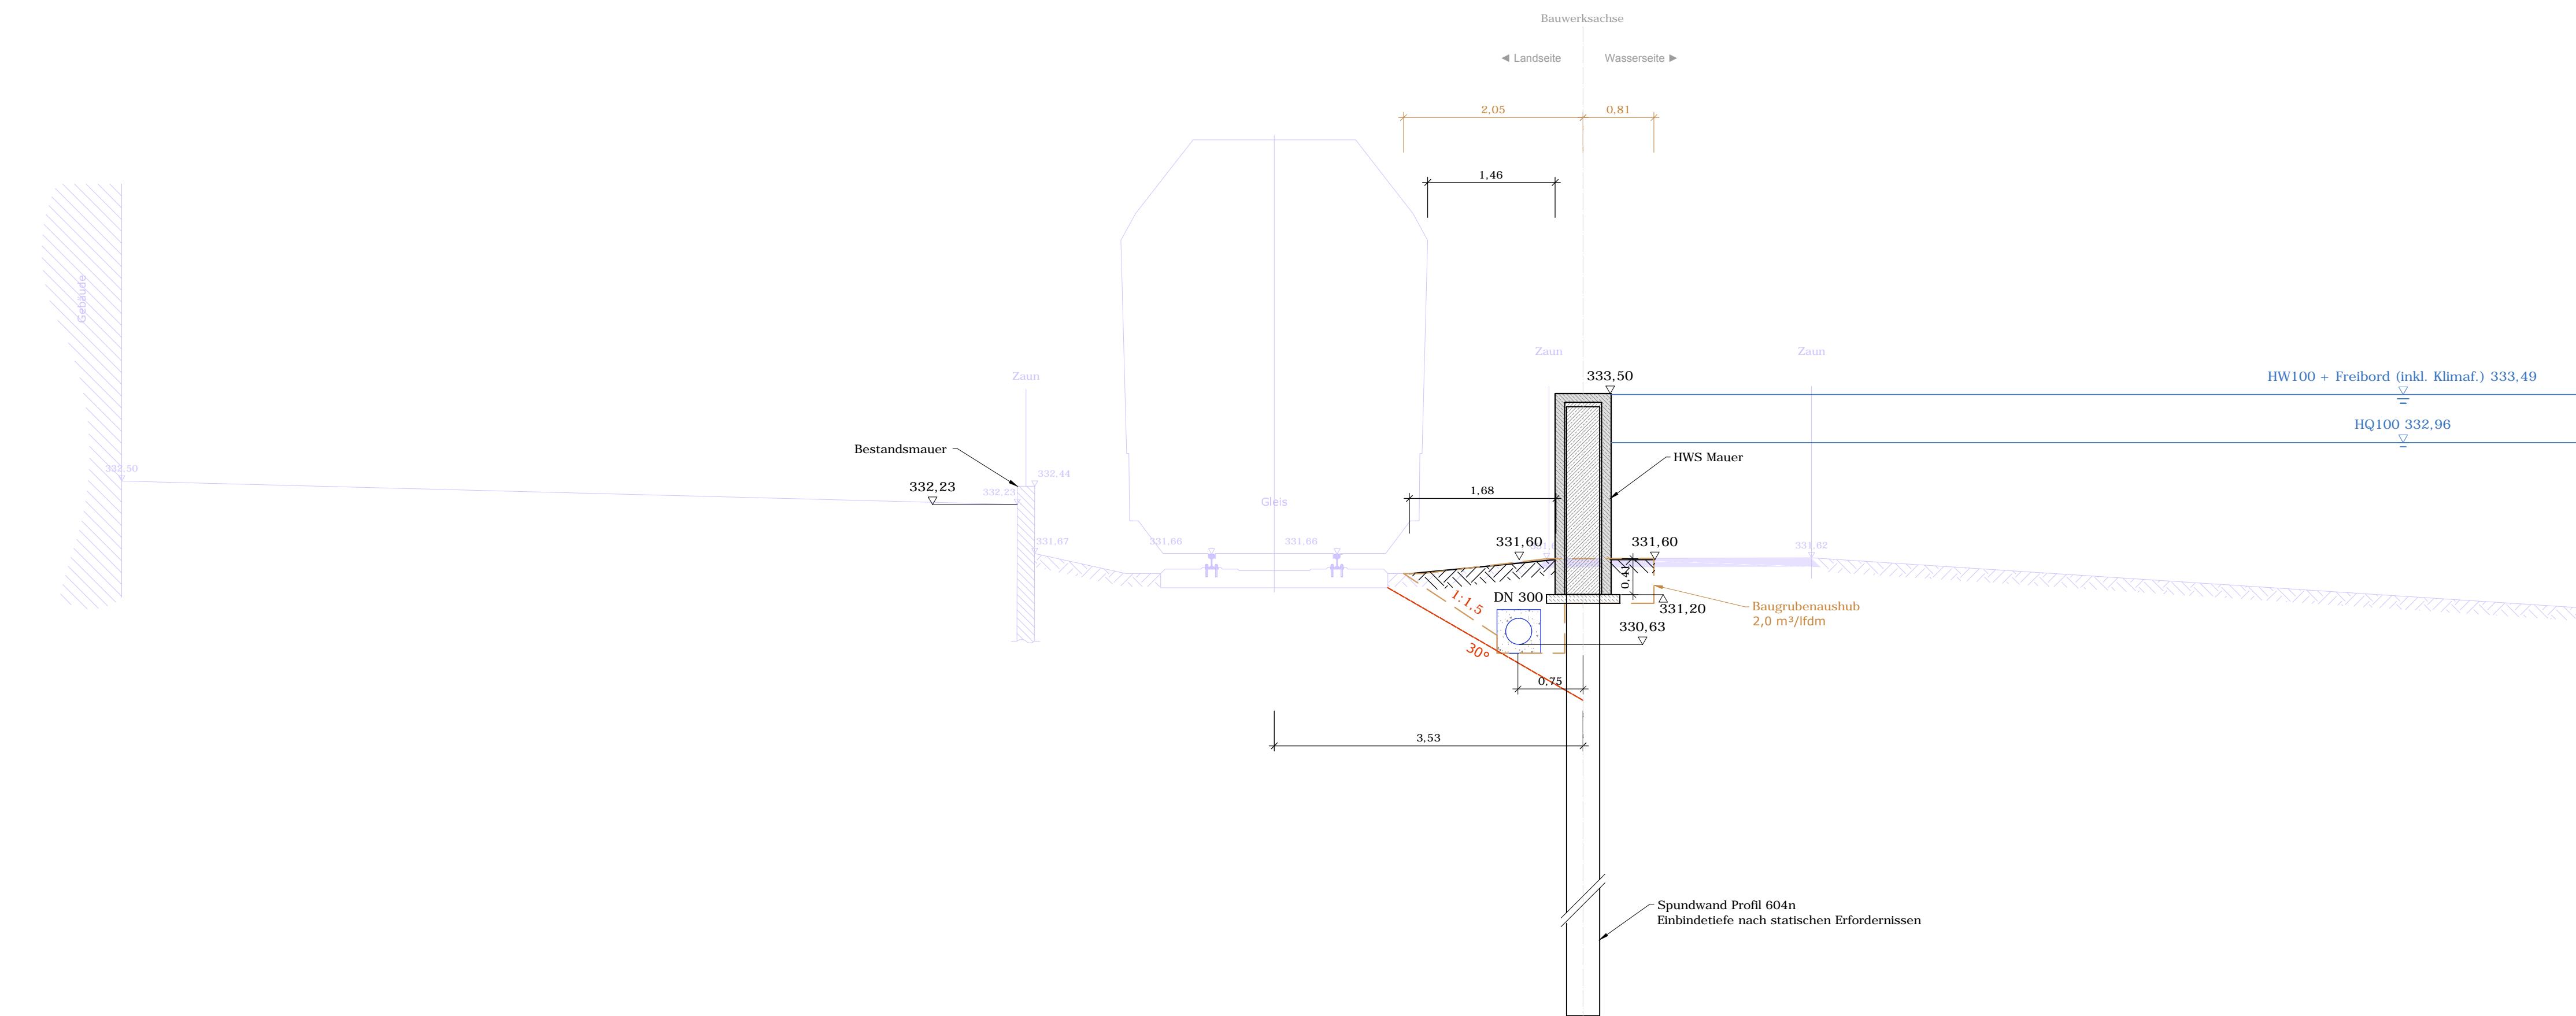 Bauwerksachse
◄ Landseite
Wasserseite ►
2,05
0,81
1,46
Gebäude
Zaun
Zaun
Zaun
333,50
HW100 + Freibord (inkl. Klimaf.) 333,49
HQ100 332,96
Bestandsmauer
HWS Mauer
332,50
332,44
332,23
332,23
1,68
Gleis
331,67
331,66
331,66
331,60
331,60
331,62
0,41
DN 300
1:1,5
331,20
Baugrubenaushub
2,0 m³/lfdm
330,63
30°
0,75
3,53
Spundwand Profil 604n
Einbindetiefe nach statischen Erfordernissen